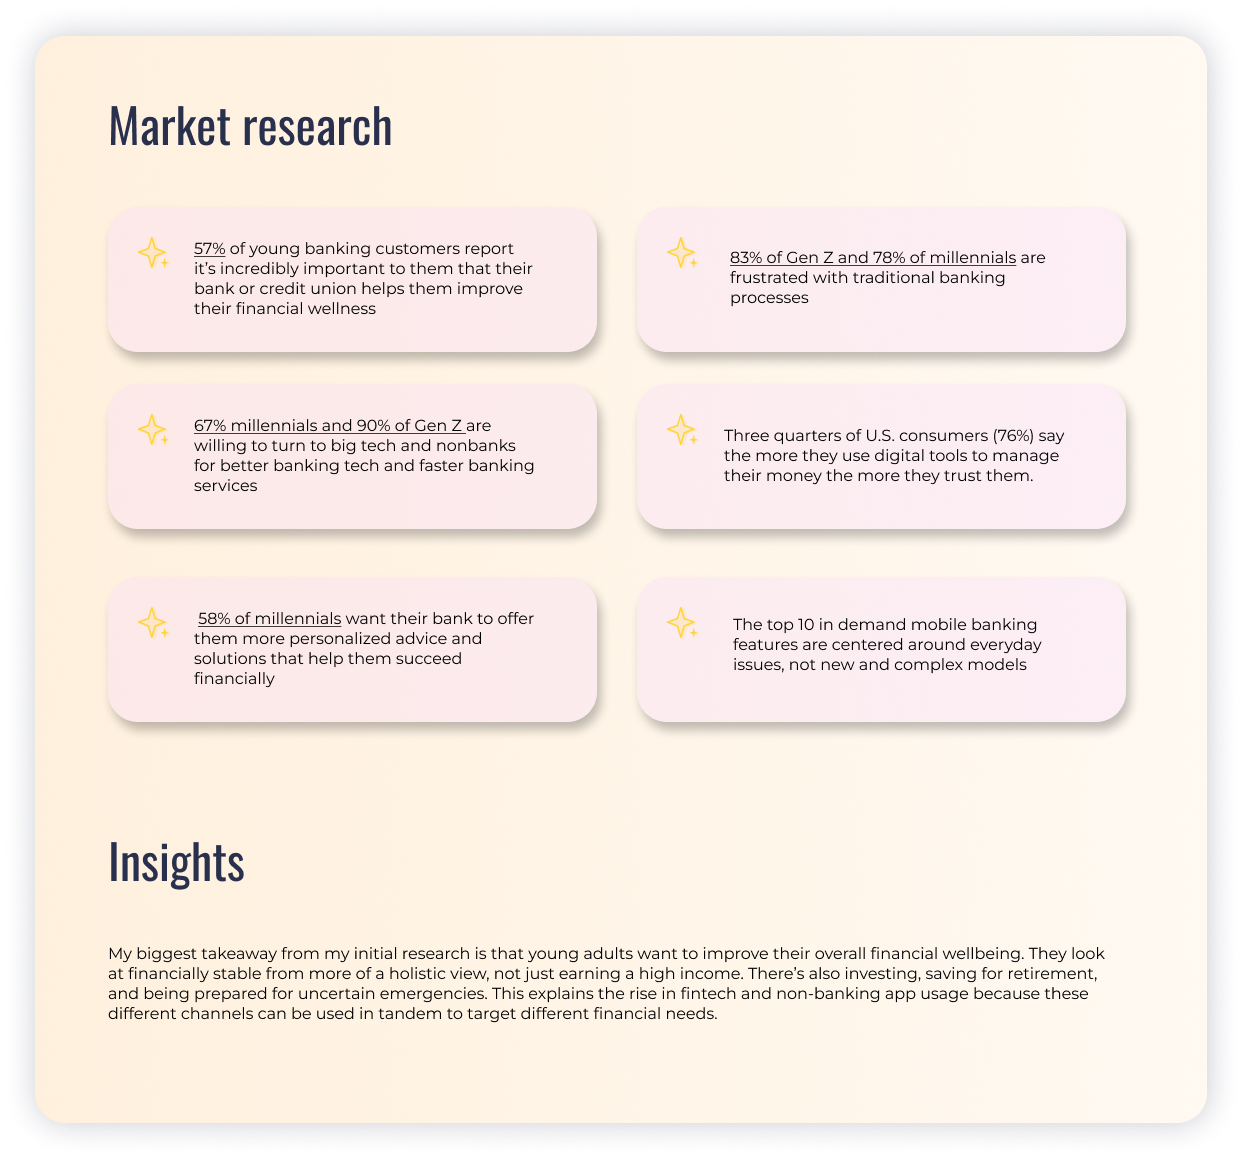 Market research
57% of young banking customers report
it’s incredibly important to them that their
bank or credit union helps them improve
their financial wellness
83% of Gen Z and 78% of millennials are
frustrated with traditional banking
processes
67% millennials and 90% of Gen Z are
willing to turn to big tech and nonbanks
for better banking tech and faster banking
services
Three quarters of U.S. consumers (76%) say
the more they use digital tools to manage
their money the more they trust them.
58% of millennials want their bank to offer
them more personalized advice and
solutions that help them succeed
financially
The top 10 in demand mobile banking
features are centered around everyday
issues, not new and complex models
Insights
My biggest takeaway from my initial research is that young adults want to improve their overall financial wellbeing. They look
at financially stable from more of a holistic view, not just earning a high income. There’s also investing, saving for retirement,
and being prepared for uncertain emergencies. This explains the rise in fintech and non-banking app usage because these
different channels can be used in tandem to target different financial needs.